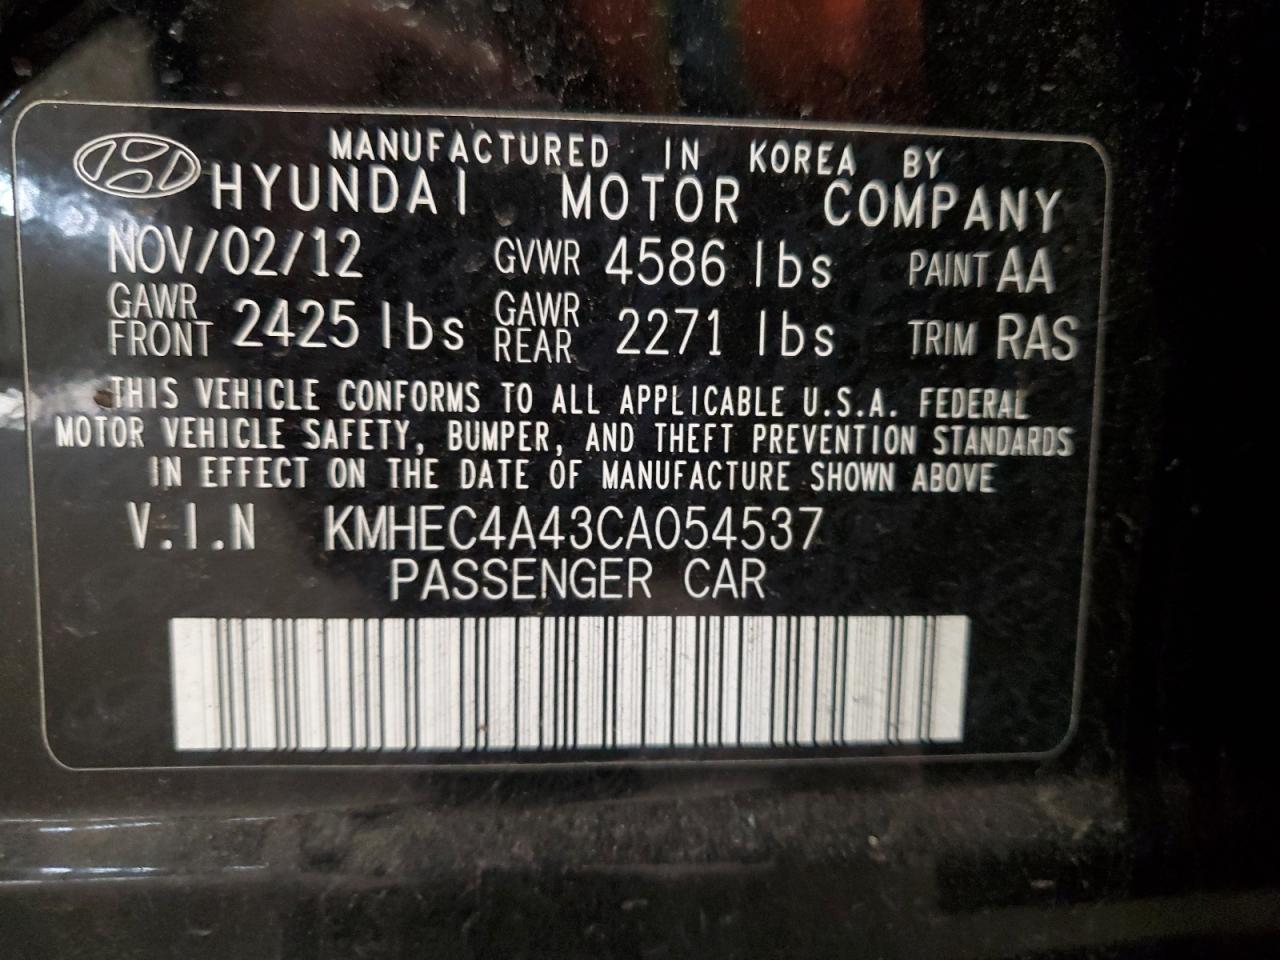 MANUFACTURED IN KOREA BY
HYUNDAI MOTOR COMPANY
NOV/02/12 GVWR 4586 lbs PAINT AA
GAWR FRONT 2425 lbs GAWR REAR 2271 lbs TRIM RAS
THIS VEHICLE CONFORMS TO ALL APPLICABLE U.S.A. FEDERAL
MOTOR VEHICLE SAFETY, BUMPER, AND THEFT PREVENTION STANDARDS
IN EFFECT ON THE DATE OF MANUFACTURE SHOWN ABOVE
V.I.N KMHEC4A43CA054537
PASSENGER CAR